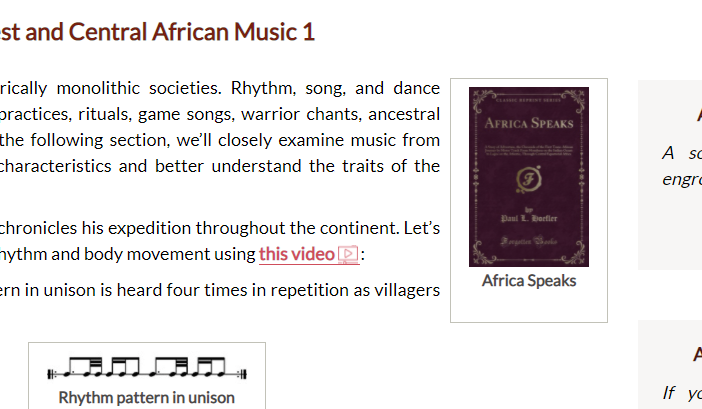 st and Central African Music 1
rically monolithic societies. Rhythm, song, and dance
practices, rituals, game songs, warrior chants, ancestral
the following section, we'll closely examine music from
characteristics and better understand the traits of the
chronicles his expedition throughout the continent. Let's
hythm and body movement using this video:
ern in unison is heard four times in repetition as villagers
Rhythm pattern in unison
CLASSIC REPRINT SERIES
AFRICA SPEAKS
F
by
Paul L. Hoefler
Forgotten Books
Africa Speaks
A
A sc
engro
A
If yo